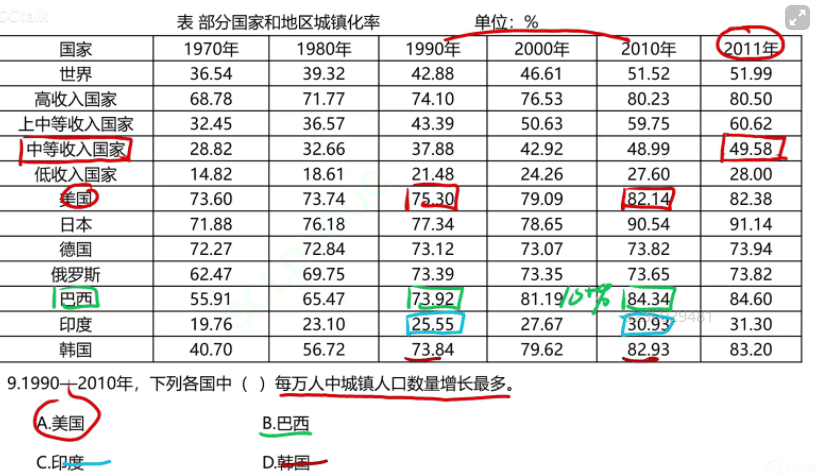 表 部分国家和地区城镇化率 单位：%
国家 1970年 1980年 1990年 2000年 2010年 2011年
世界 36.54 39.32 42.88 46.61 51.52 51.99
高收入国家 68.78 71.77 74.10 76.53 80.23 80.50
上中等收入国家 32.45 36.57 43.39 50.63 59.75 60.62
中等收入国家 28.82 32.66 37.88 42.92 48.99 49.58
低收入国家 14.82 18.61 21.48 24.26 27.60 28.00
美国 73.60 73.74 75.30 79.09 82.14 82.38
日本 71.88 76.18 77.34 78.65 90.54 91.14
德国 72.27 72.84 73.12 73.07 73.82 73.94
俄罗斯 62.47 69.75 73.39 73.35 73.65 73.82
巴西 55.91 65.47 73.92 81.19 10+% 84.34 84.60
印度 19.76 23.10 25.55 27.67 30.93 31.30
韩国 40.70 56.72 73.84 79.62 82.93 83.20
9.1990—2010年，下列各国中（ ）每万人中城镇人口数量增长最多。
A.美国 B.巴西
C.印度 D.韩国